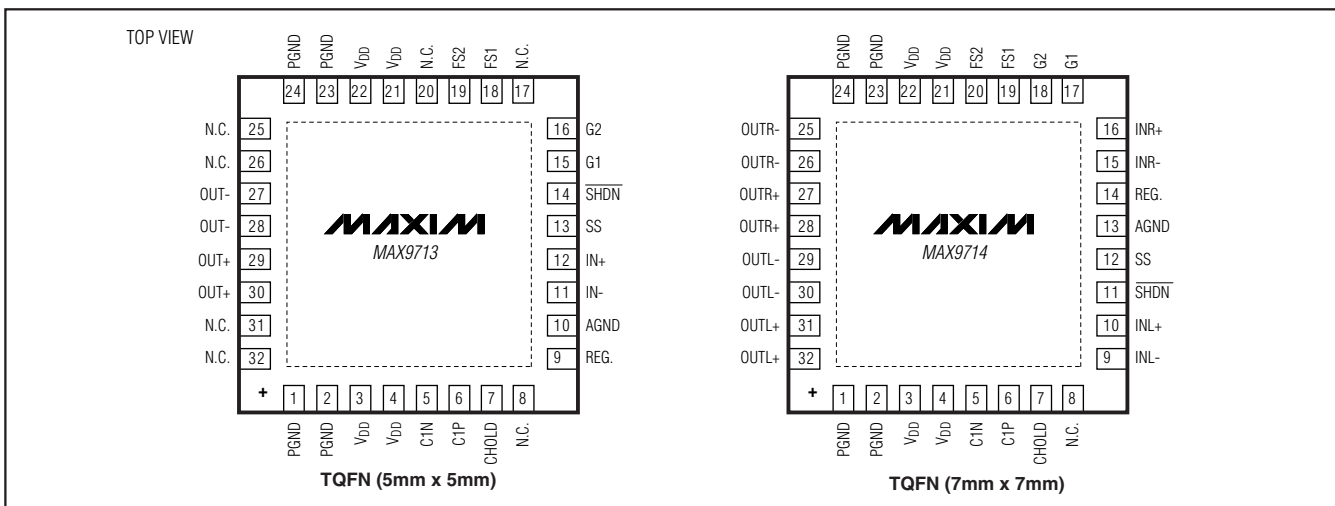 TOP VIEW
PGND PGND VDD VDD N.C. FS2 FS1 N.C.
24 23 22 21 20 19 18 17
N.C. 25 16 G2
N.C. 26 15 G1
OUT- 27 14 SHDN
OUT- 28 13 SS
OUT+ 29 12 IN+
OUT+ 30 11 IN-
N.C. 31 10 AGND
N.C. 32 9 REG.
MAXIM
MAX9713
+ 1 2 3 4 5 6 7 8
PGND PGND VDD VDD C1N C1P CHOLD N.C.
TQFN (5mm x 5mm)
PGND PGND VDD VDD FS2 FS1 G2 G1
24 23 22 21 20 19 18 17
OUTR- 25 16 INR+
OUTR- 26 15 INR-
OUTR+ 27 14 REG.
OUTR+ 28 13 AGND
OUTL- 29 12 SS
OUTL- 30 11 SHDN
OUTL+ 31 10 INL+
OUTL+ 32 9 INL-
MAXIM
MAX9714
+ 1 2 3 4 5 6 7 8
PGND PGND VDD VDD C1N C1P CHOLD N.C.
TQFN (7mm x 7mm)